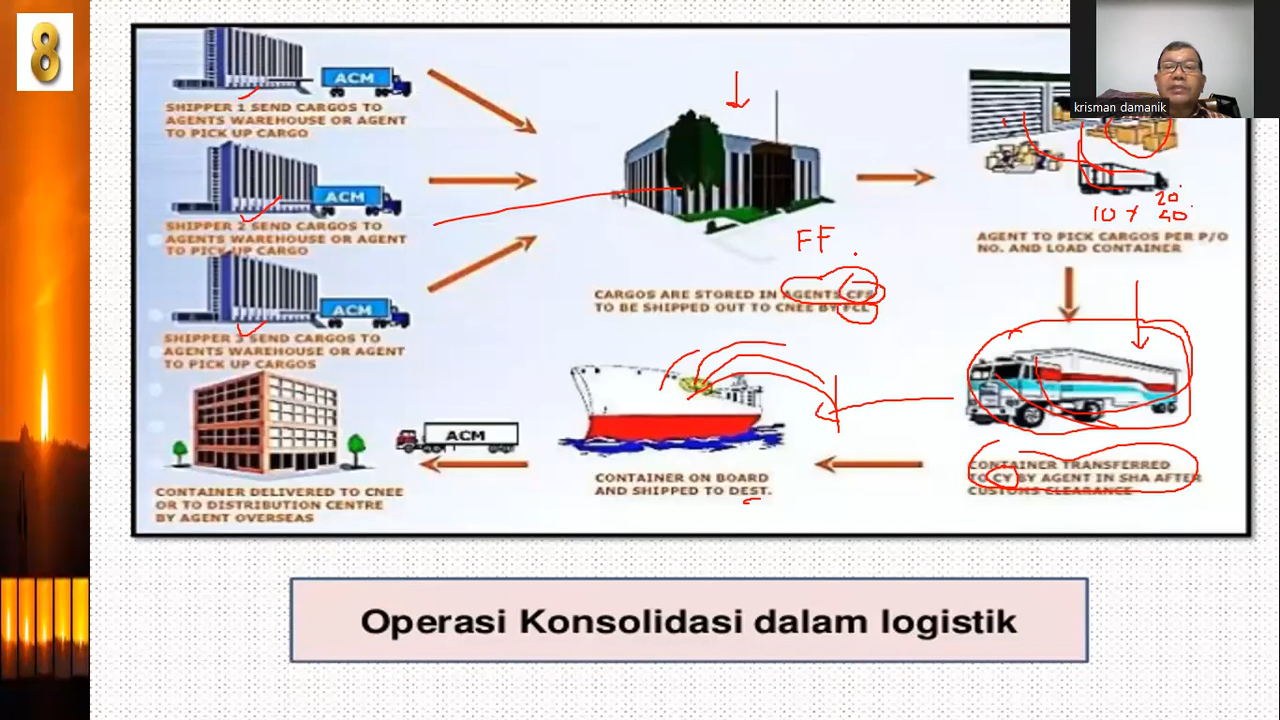 8
ACM
SHIPPER 1 SEND CARGOS TO
AGENTS WAREHOUSE OR AGENT
TO PICK UP CARGO
ACM
SHIPPER 2 SEND CARGOS TO
AGENTS WAREHOUSE OR AGENT
TO PICK UP CARGO
ACM
SHIPPER 3 SEND CARGOS TO
AGENTS WAREHOUSE OR AGENT
TO PICK UP CARGOS
FF
CARGOS ARE STORED IN AGENTS CFS
TO BE SHIPPED OUT TO CNEE BY FCL
krisman damanik
10 x 20
40
AGENT TO PICK CARGOS PER P/O
NO. AND LOAD CONTAINER
CONTAINER TRANSFERRED
TO CY BY AGENT IN SHA AFTER
CUSTOMS CLEARANCE
CONTAINER ON BOARD
AND SHIPPED TO DEST.
ACM
CONTAINER DELIVERED TO CNEE
OR TO DISTRIBUTION CENTRE
BY AGENT OVERSEAS
Operasi Konsolidasi dalam logistik